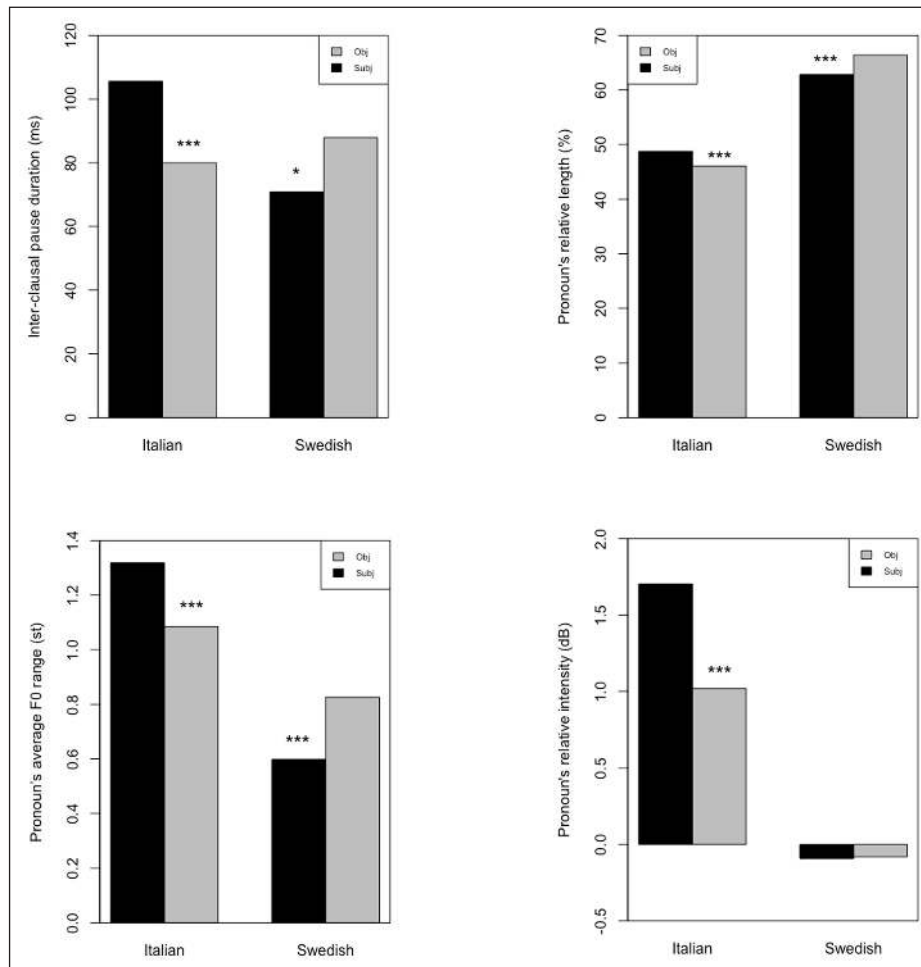 Inter-clausal pause duration (ms)
120
100
80
60
40
20
0
Obj
Subj
***
*
Italian
Swedish
Pronoun's relative length (%)
70
60
50
40
30
20
10
0
Obj
Subj
***
***
Italian
Swedish
Pronoun's average F0 range (st)
1.4
1.2
1.0
0.8
0.6
0.4
0.2
0.0
Obj
Subj
***
***
Italian
Swedish
Pronoun's relative intensity (dB)
2.0
1.5
1.0
0.5
0.0
-0.5
Obj
Subj
***
Italian
Swedish